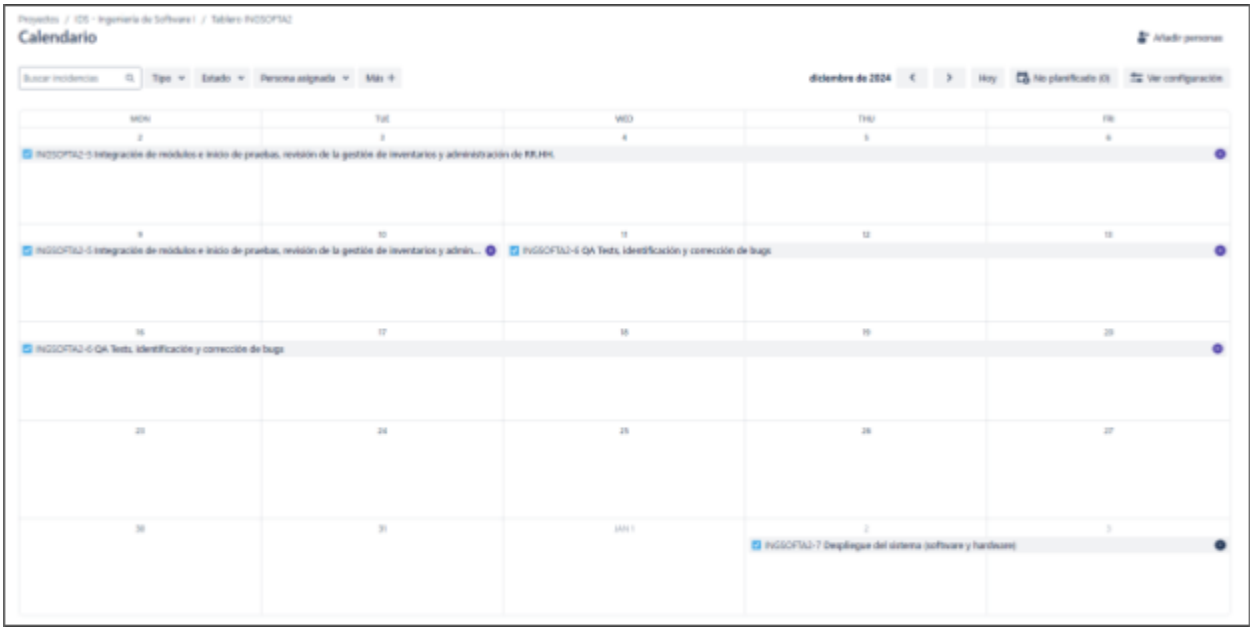 Proyectos / IDS - Ingeniería de Software I / Tablero INGSOFTA2
Calendario
Añadir personas
Buscar incidencias Tipo Estado Persona asignada Más
diciembre de 2024 Hoy No planificado (0) Ver configuración
MON TUE WED THU FRI
2 3 4 5 6
INGSOFTA2-5 Integración de módulos e inicio de pruebas, revisión de la gestión de inventarios y administración de RR.HH.
9 10 11 12 13
INGSOFTA2-5 Integración de módulos e inicio de pruebas, revisión de la gestión de inventarios y admin... INGSOFTA2-6 QA Tests, identificación y corrección de bugs
16 17 18 19 20
INGSOFTA2-6 QA Tests, identificación y corrección de bugs
23 24 25 26 27
30 31 JAN 1 2 3
INGSOFTA2-7 Despliegue del sistema (software y hardware)